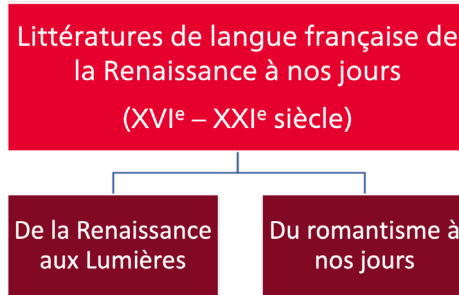 Littératures de langue française de
la Renaissance à nos jours
(XVIᵉ – XXIᵉ siècle)
De la Renaissance
aux Lumières
Du romantisme à
nos jours